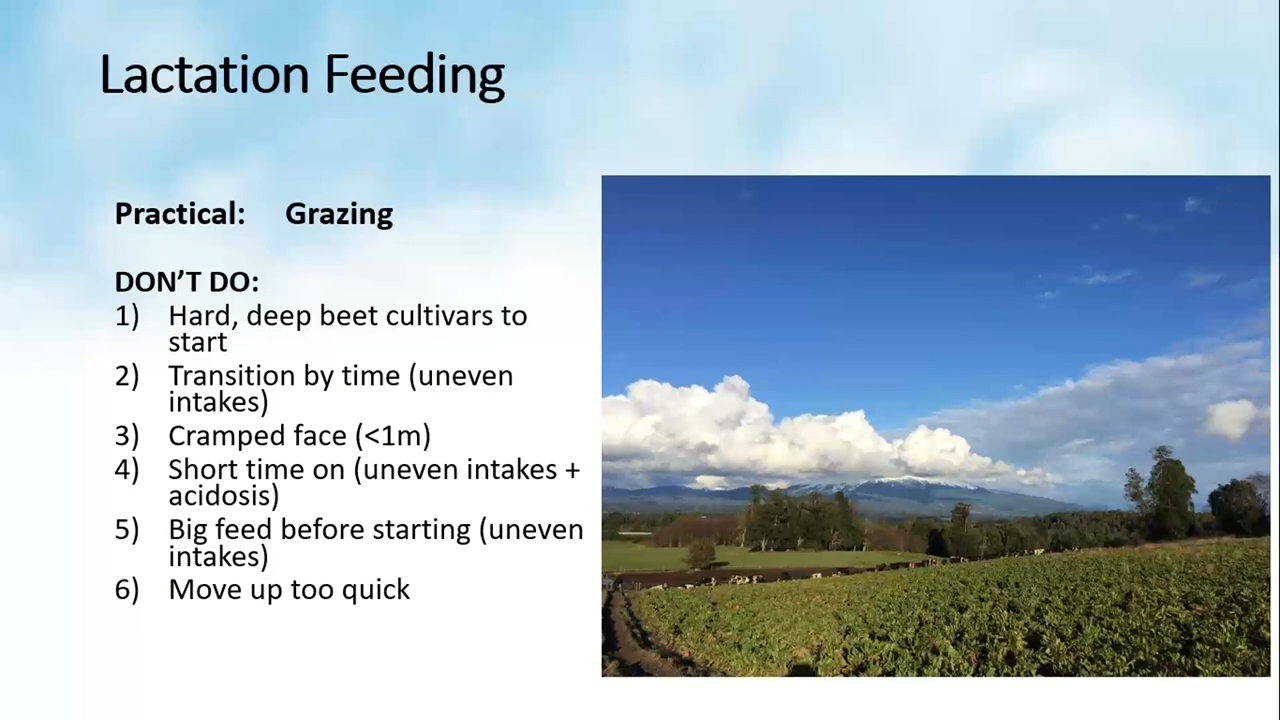 Lactation Feeding
Practical: Grazing
DON’T DO:
1) Hard, deep beet cultivars to
start
2) Transition by time (uneven
intakes)
3) Cramped face (<1m)
4) Short time on (uneven intakes +
acidosis)
5) Big feed before starting (uneven
intakes)
6) Move up too quick